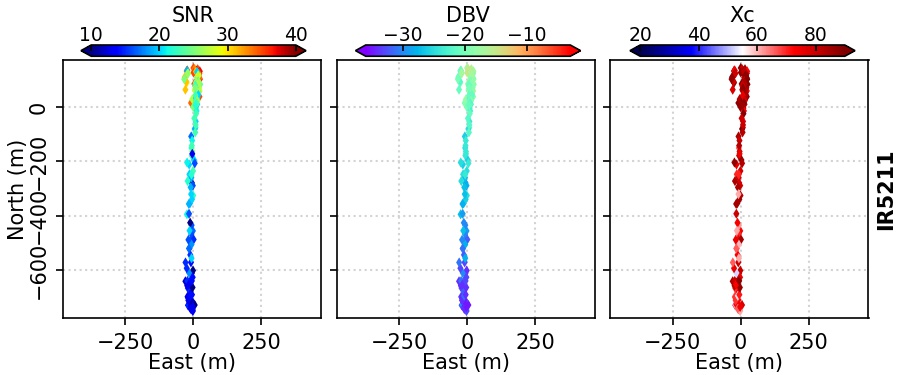 SNR DBV Xc
10 20 30 40 −30 −20 −10 20 40 60 80
North (m)
0
−200
−400
−600
IR5211
−250 0 250 −250 0 250 −250 0 250
East (m) East (m) East (m)